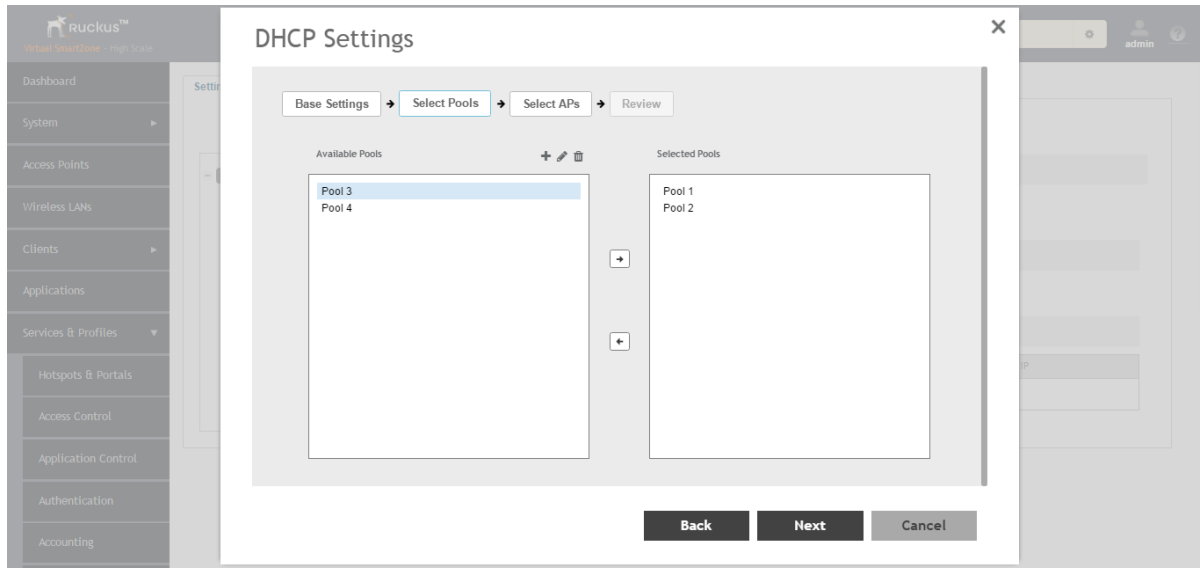 RUCKUS™
Virtual SmartZone - High Scale
DHCP Settings
admin
Dashboard
System
Access Points
Wireless LANs
Clients
Applications
Services & Profiles
Hotspots & Portals
Access Control
Application Control
Authentication
Accounting
Settin
Base Settings
Select Pools
Select APs
Review
Available Pools
Selected Pools
Pool 3
Pool 4
Pool 1
Pool 2
IP
Back
Next
Cancel